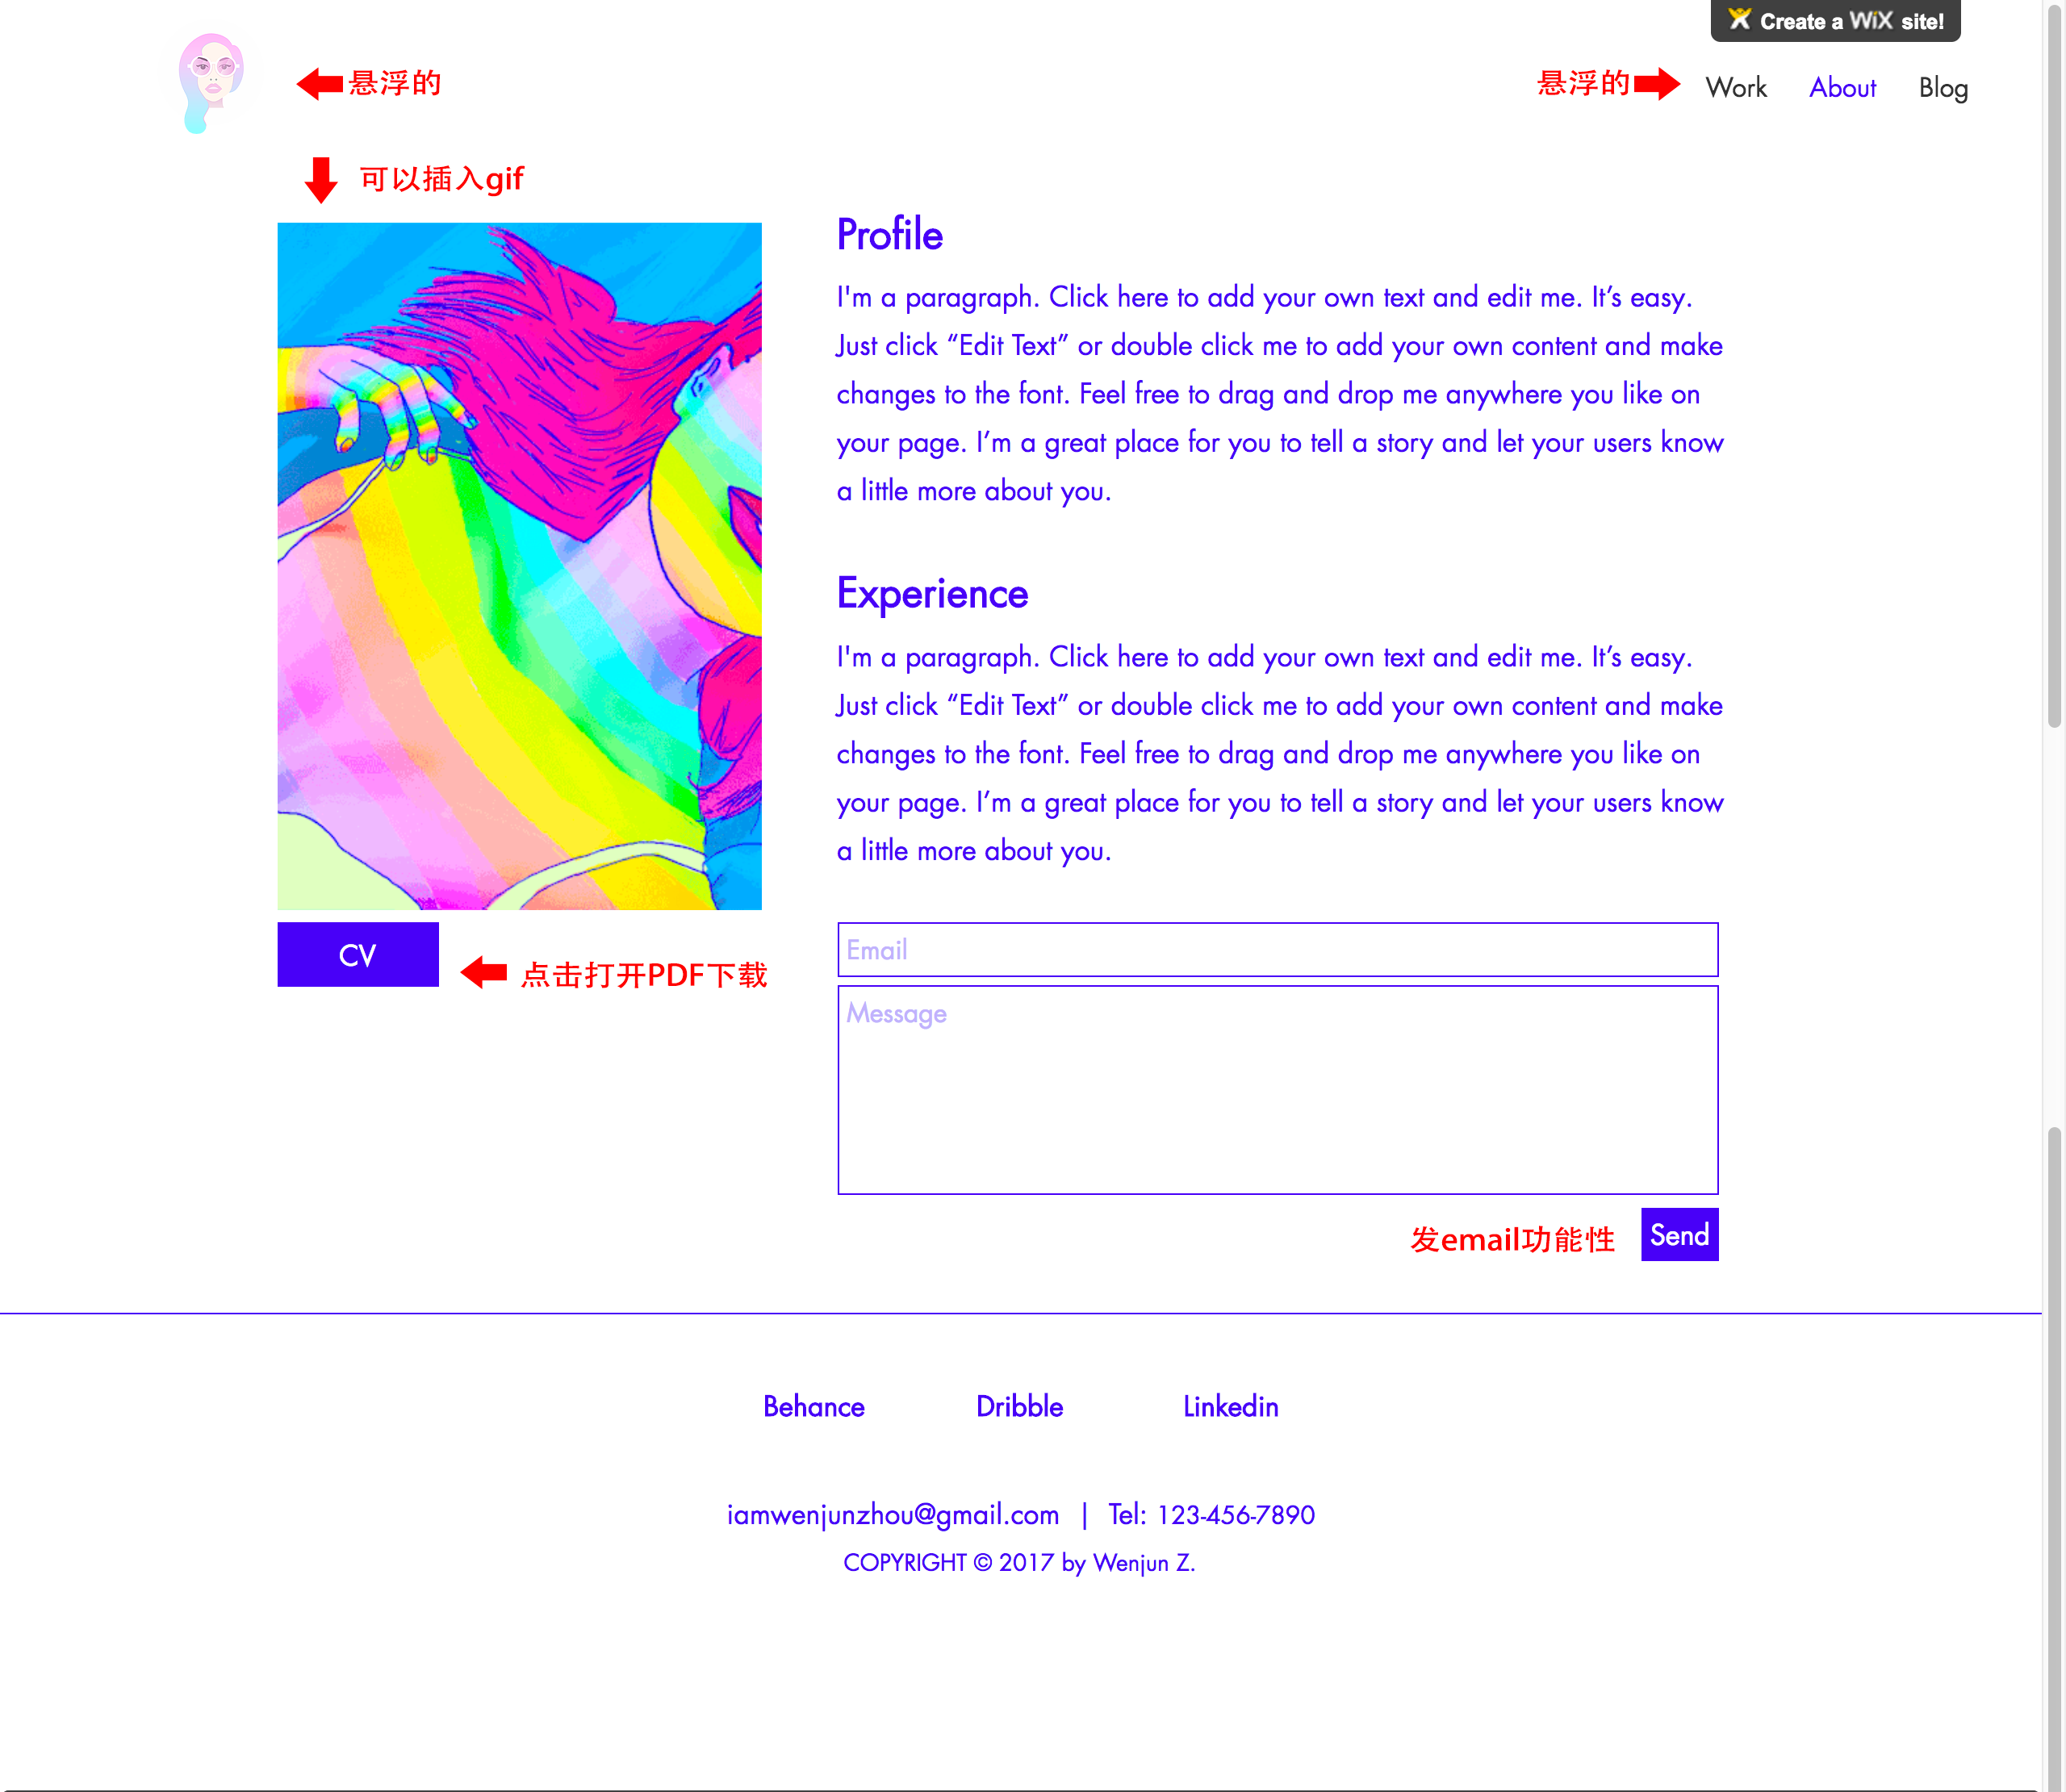 Create a WiX site!
悬浮的
悬浮的
Work About Blog
可以插入gif
Profile
I'm a paragraph. Click here to add your own text and edit me. It’s easy.
Just click “Edit Text” or double click me to add your own content and make
changes to the font. Feel free to drag and drop me anywhere you like on
your page. I’m a great place for you to tell a story and let your users know
a little more about you.
Experience
I'm a paragraph. Click here to add your own text and edit me. It’s easy.
Just click “Edit Text” or double click me to add your own content and make
changes to the font. Feel free to drag and drop me anywhere you like on
your page. I’m a great place for you to tell a story and let your users know
a little more about you.
CV
点击打开PDF下载
Email
Message
发email功能性
Send
Behance Dribble Linkedin
iamwenjunzhou@gmail.com | Tel: 123-456-7890
COPYRIGHT © 2017 by Wenjun Z.